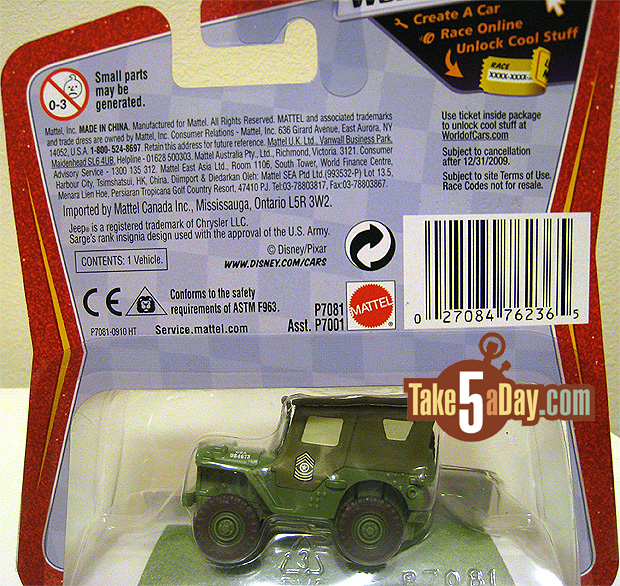 Create A Car
Race Online
Unlock Cool Stuff
RACE
XXXX-XXXX-
0-3
Small parts
may be
generated.
Mattel, Inc. MADE IN CHINA. Manufactured for Mattel. All Rights Reserved. MATTEL and associated trademarks
and trade dress are owned by Mattel, Inc. Consumer Relations - Mattel, Inc. 636 Girard Avenue, East Aurora, NY
14052, U.S.A. 1-800-524-8697. Retain this address for future reference. Mattel U.K. Ltd., Vanwall Business Park,
Maidenhead SL6 4UB. Helpline - 01628 500303. Mattel Australia Pty., Ltd., Richmond, Victoria. 3121. Consumer
Advisory Service - 1300 135 312. Mattel East Asia Ltd., Room 1106, South Tower, World Finance Centre,
Harbour City, Tsimshatsui, HK, China. Diimport & Diedarkan Oleh: Mattel SEA Ptd Ltd.(993532-P) Lot 13.5,
Menara Lien Hoe, Persiaran Tropicana Golf Country Resort, 47410 PJ. Tel:03-78803817, Fax:03-78803867.
Imported by Mattel Canada Inc., Mississauga, Ontario L5R 3W2.
Jeep® is a registered trademark of Chrysler LLC.
Sarge's rank insignia design used with the approval of the U.S. Army.
© Disney/Pixar
WWW.DISNEY.COM/CARS
CONTENTS: 1 Vehicle.
Use ticket inside package
to unlock cool stuff at
WorldofCars.com
Subject to cancellation
after 12/31/2009.
Subject to site Terms of Use.
Race Codes not for resale.
CE
Conforms to the safety
requirements of ASTM F963.
P7081
Asst. P7001
MATTEL
0 27084 76236 5
P7081-0910 HT
Service.mattel.com
Take5aDay.com
3
P7081